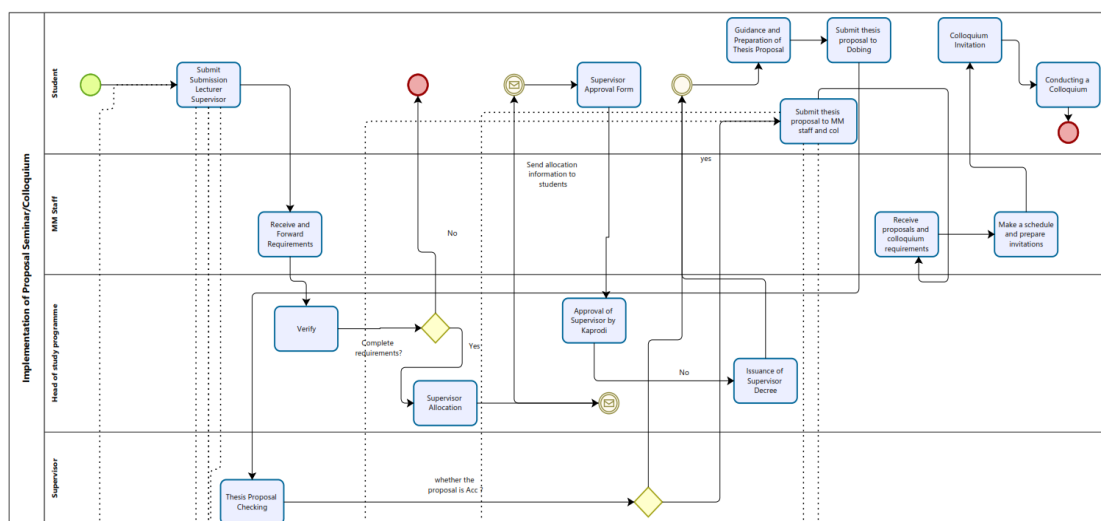 Implementation of Proposal Seminar/Colloquium
Student
MM Staff
Head of study programme
Supervisor
Submit
Submission
Lecturer
Supervisor
Supervisor
Approval Form
Guidance and
Preparation of
Thesis Proposal
Submit thesis
proposal to
Dobing
Colloquium
Invitation
Conducting a
Colloquium
Submit thesis
proposal to MM
staff and col
Send allocation
information to
students
yes
Receive and
Forward
Requirements
No
Receive
proposals and
colloquium
requirements
Make a schedule
and prepare
invitations
Verify
Complete
requirements?
Yes
Approval of
Supervisor by
Kaprodi
No
Issuance of
Supervisor
Decree
Supervisor
Allocation
Thesis Proposal
Checking
whether the
proposal is Acc ?